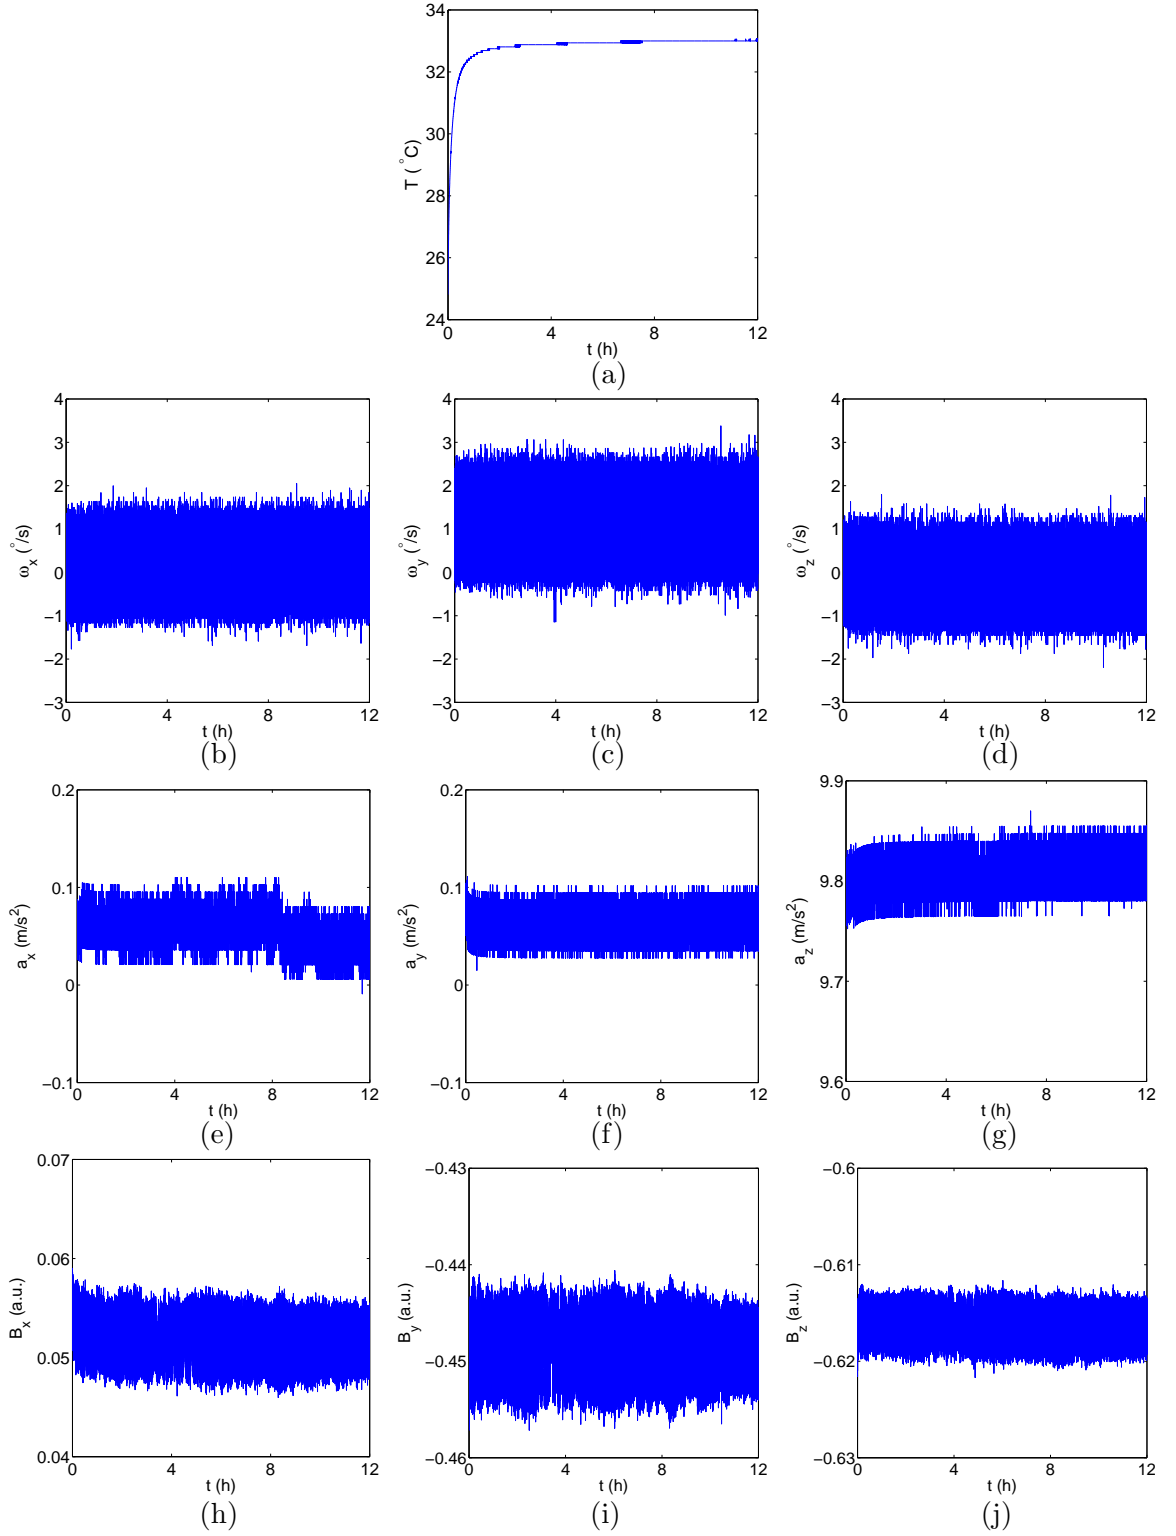 34
32
30
28
26
24
T ( °C)
0 4 8 12
t (h)
(a)
4
3
2
1
0
−1
−2
−3
ω_x (°/s)
0 4 8 12
t (h)
(b)
4
3
2
1
0
−1
−2
−3
ω_y (°/s)
0 4 8 12
t (h)
(c)
4
3
2
1
0
−1
−2
−3
ω_z (°/s)
0 4 8 12
t (h)
(d)
0.2
0.1
0
−0.1
a_x (m/s²)
0 4 8 12
t (h)
(e)
0.2
0.1
0
−0.1
a_y (m/s²)
0 4 8 12
t (h)
(f)
9.9
9.8
9.7
9.6
a_z (m/s²)
0 4 8 12
t (h)
(g)
0.07
0.06
0.05
0.04
B_x (a.u.)
0 4 8 12
t (h)
(h)
−0.43
−0.44
−0.45
−0.46
B_y (a.u.)
0 4 8 12
t (h)
(i)
−0.6
−0.61
−0.62
−0.63
B_z (a.u.)
0 4 8 12
t (h)
(j)